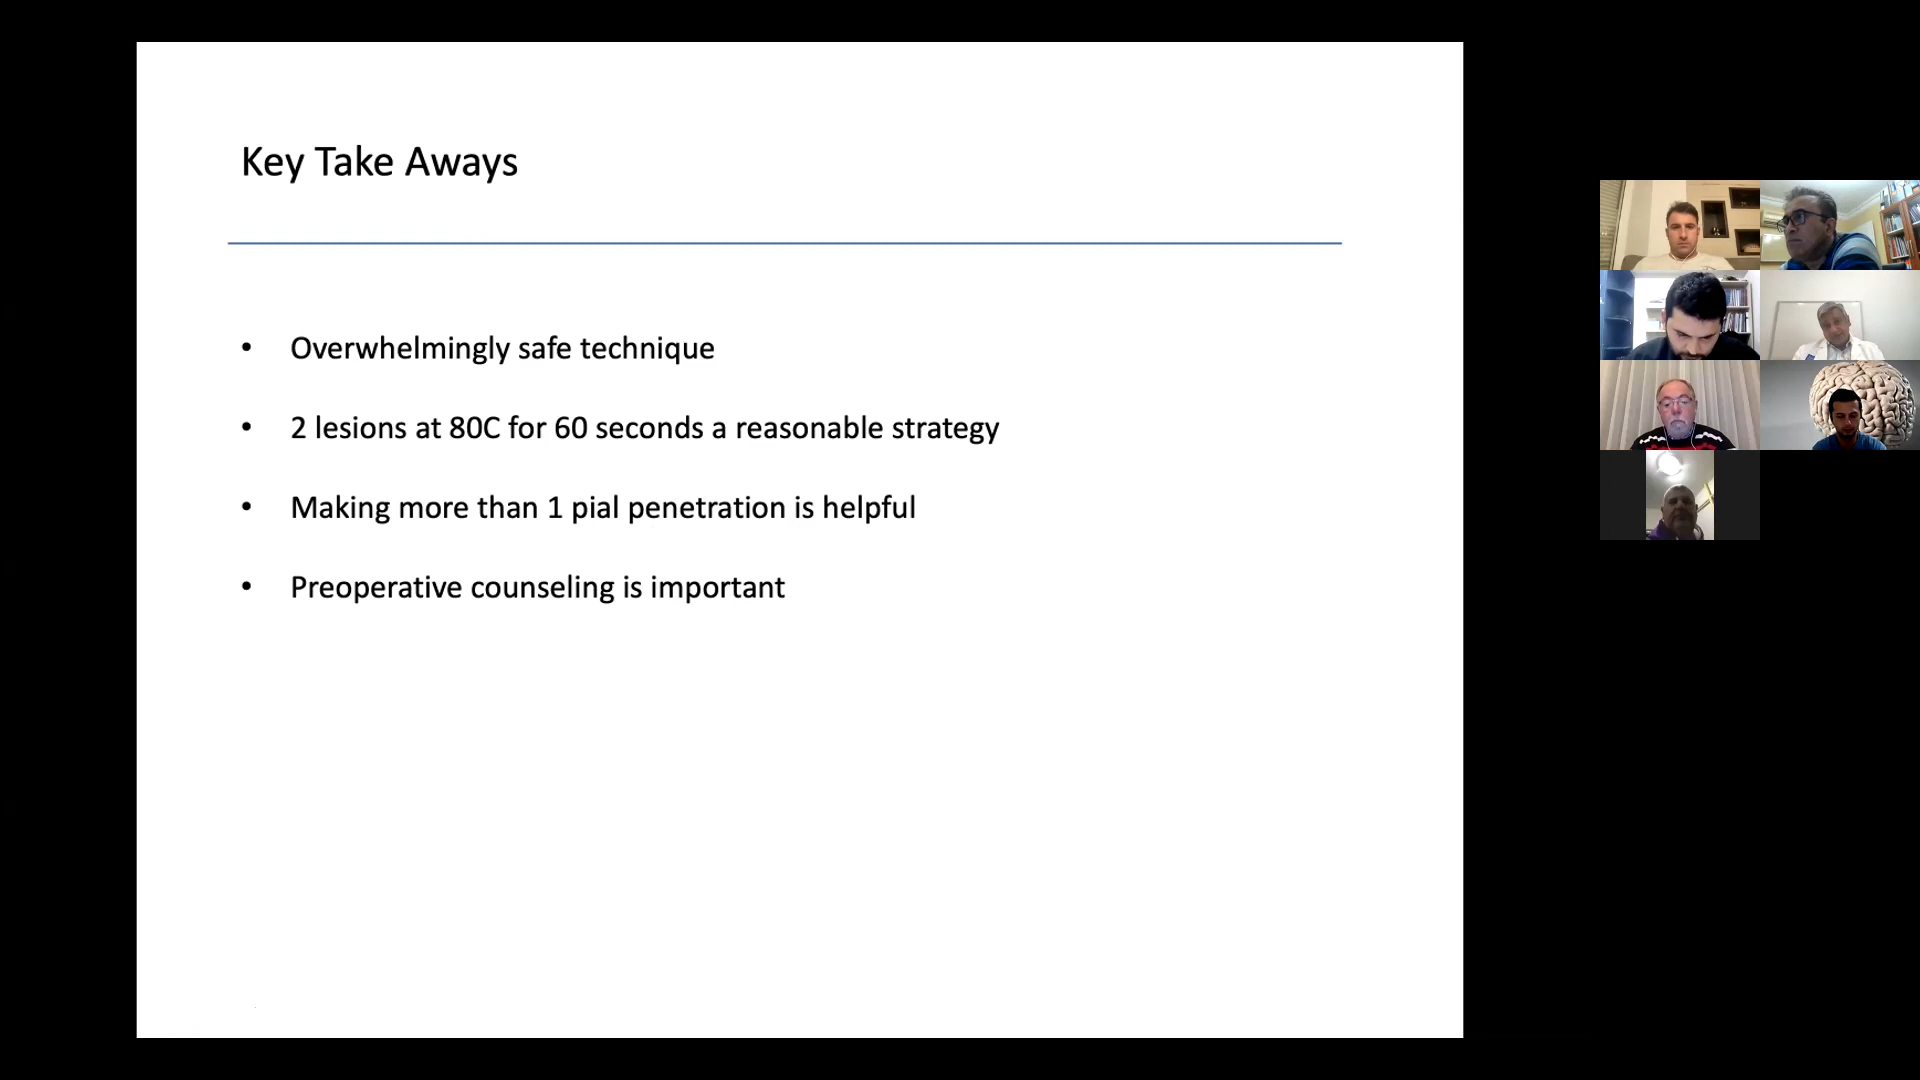 Key Take Aways
• Overwhelmingly safe technique
• 2 lesions at 80C for 60 seconds a reasonable strategy
• Making more than 1 pial penetration is helpful
• Preoperative counseling is important